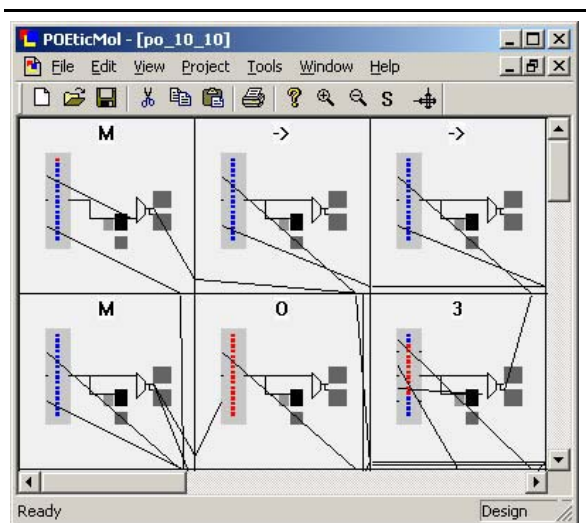 POEticMol - [po_10_10]
File Edit View Project Tools Window Help
S
M -> ->
M 0 3
Ready Design